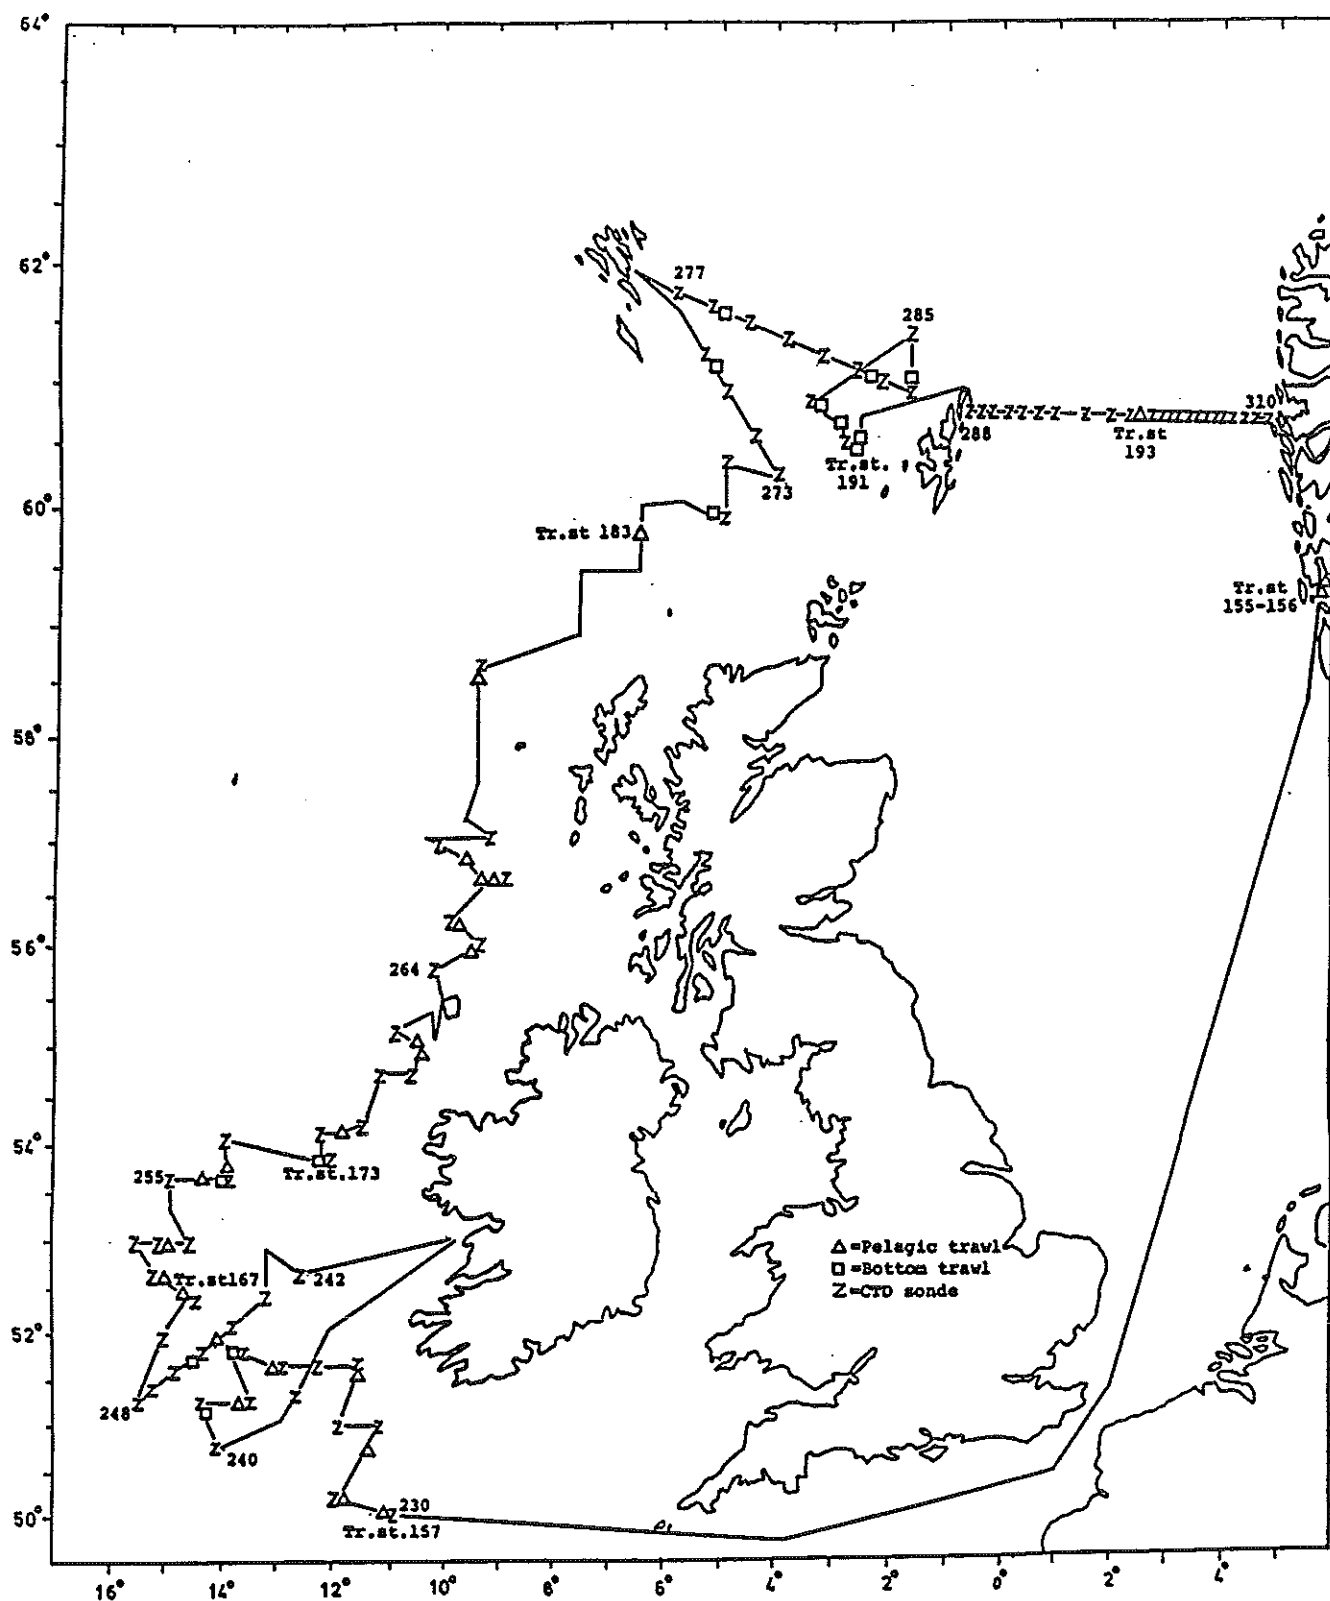 64°
62°
277
285
310
288
Tr.st
193
Tr.st.
191
273
60°
Tr.st 183
Tr.st
155-156
58°
56°
264
54°
Tr.st.173
255
Δ=Pelagic trawl
□=Bottom trawl
Z=CTD sonde
Tr.st167
242
52°
248
240
230
50°
Tr.st.157
16° 14° 12° 10° 8° 6° 4° 2° 0° 2° 4°